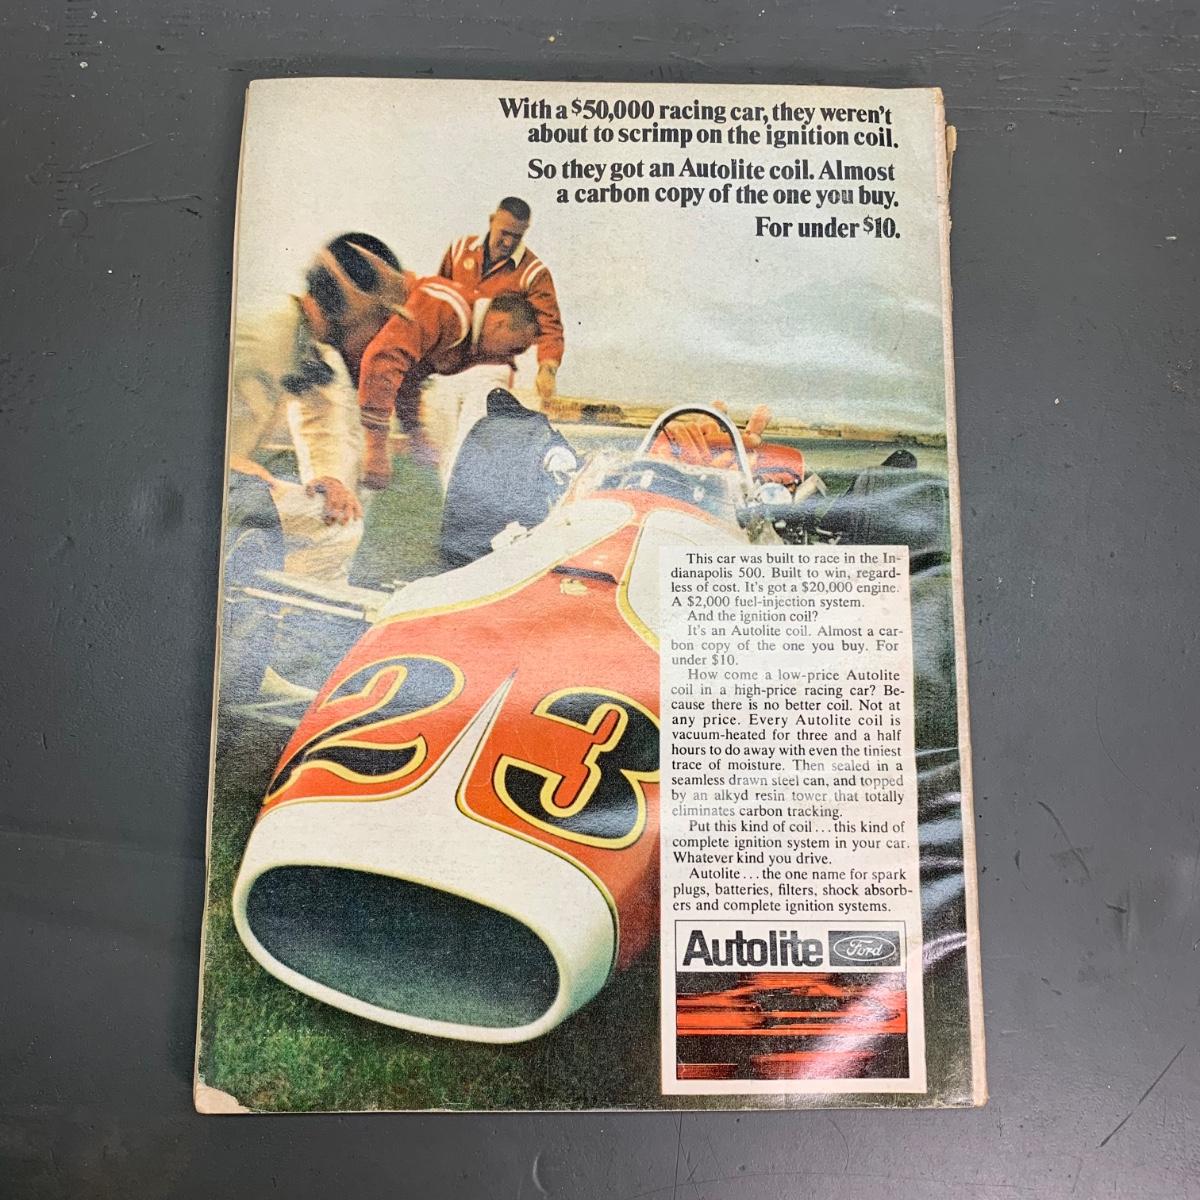 With a $50,000 racing car, they weren't
about to scrimp on the ignition coil.
So they got an Autolite coil. Almost
a carbon copy of the one you buy.
For under $10.
This car was built to race in the In-
dianapolis 500. Built to win, regard-
less of cost. It's got a $20,000 engine.
A $2,000 fuel-injection system.
And the ignition coil?
It's an Autolite coil. Almost a car-
bon copy of the one you buy. For
under $10.
How come a low-price Autolite
coil in a high-price racing car? Be-
cause there is no better coil. Not at
any price. Every Autolite coil is
vacuum-heated for three and a half
hours to do away with even the tiniest
trace of moisture. Then sealed in a
seamless drawn steel can, and topped
by an alkyd resin tower that totally
eliminates carbon tracking.
Put this kind of coil...this kind of
complete ignition system in your car.
Whatever kind you drive.
Autolite...the one name for spark
plugs, batteries, filters, shock absorb-
ers and complete ignition systems.
23
Autolite Ford